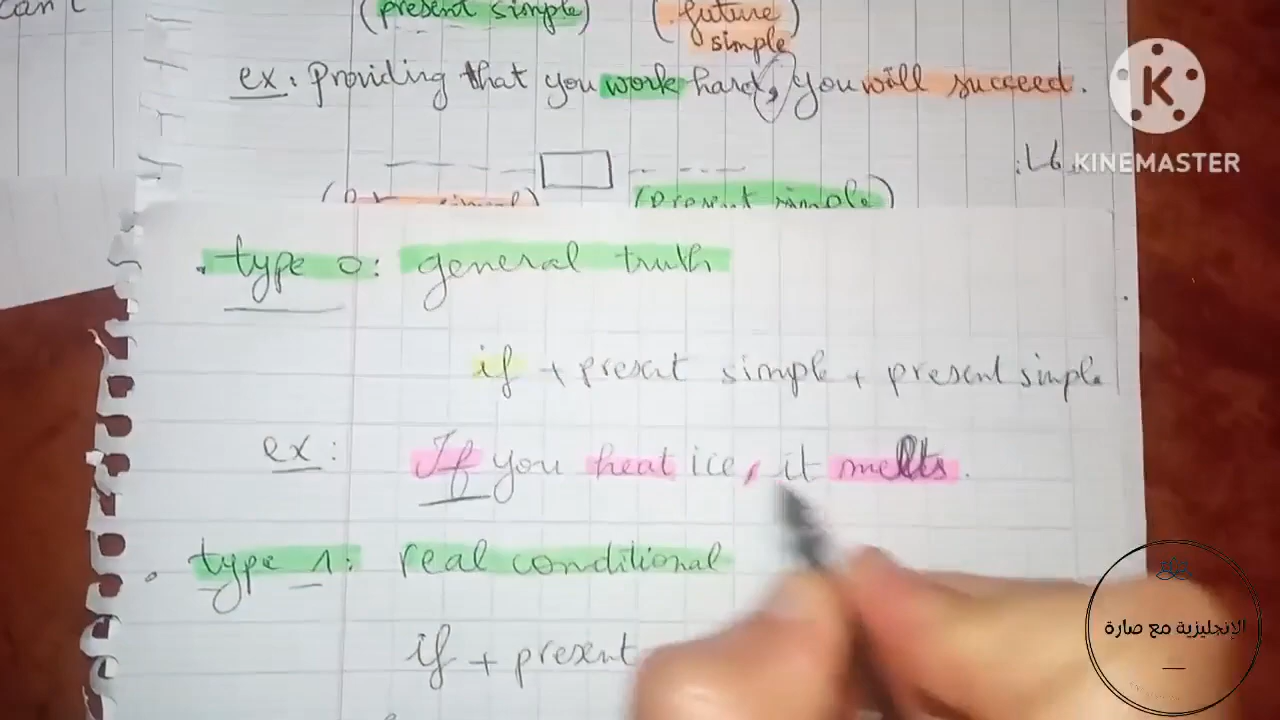 can't
(present simple) (future
simple)
ex: Providing that you work hard, you will succeed.
KINEMASTER
(present simple)
. type 0: general truth
if + present simple + present simple
ex: If you heat ice, it melts.
. type 1: real conditional
if + present
الإنجليزية مع صارة